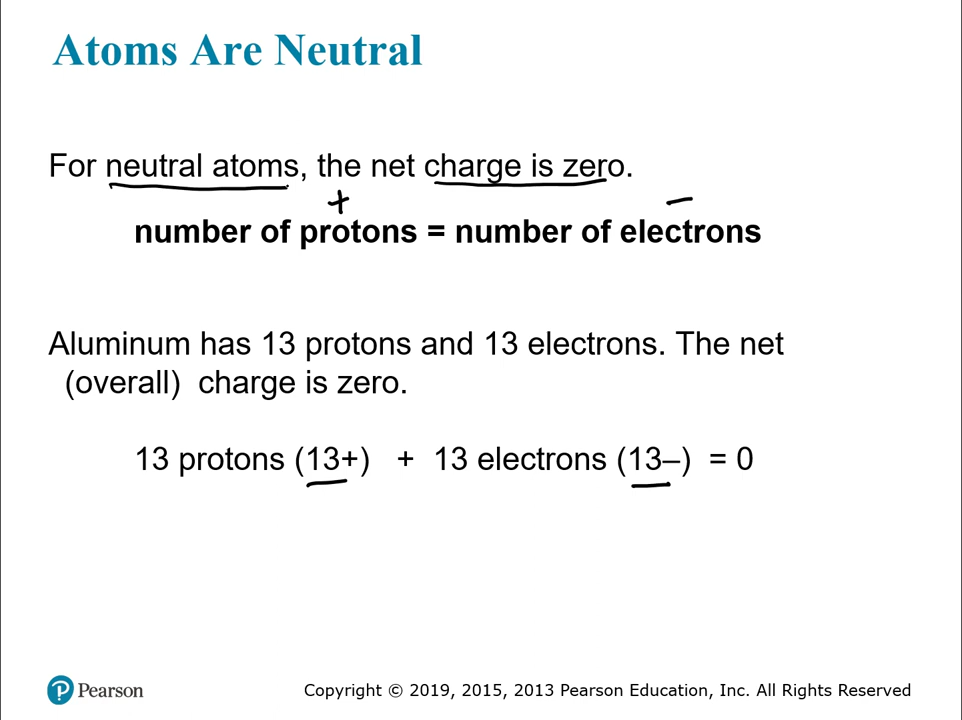 Atoms Are Neutral
For neutral atoms, the net charge is zero.
+ –
number of protons = number of electrons
Aluminum has 13 protons and 13 electrons. The net
(overall) charge is zero.
13 protons (13+) + 13 electrons (13–) = 0
Pearson
Copyright © 2019, 2015, 2013 Pearson Education, Inc. All Rights Reserved